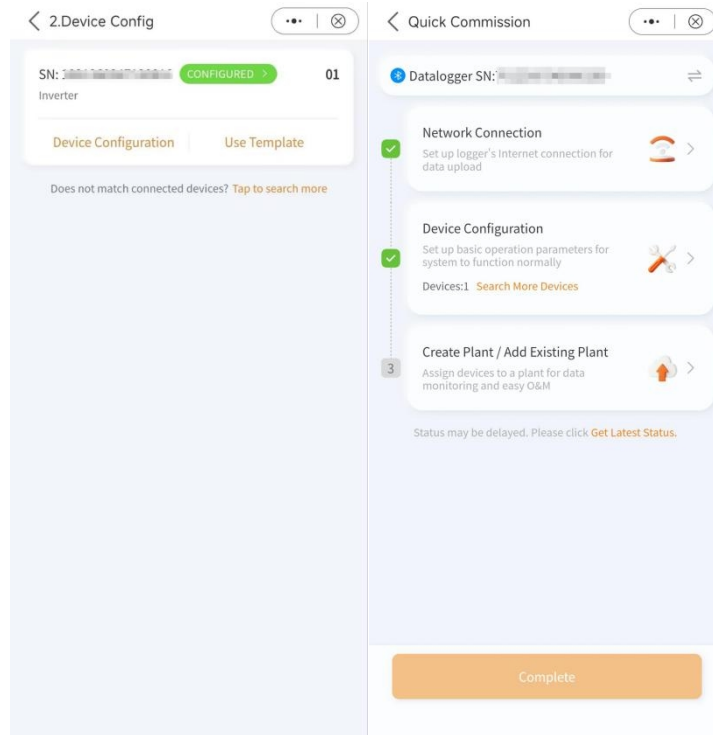 2.Device Config
SN:
CONFIGURED >
01
Inverter
Device Configuration
Use Template
Does not match connected devices? Tap to search more
Quick Commission
Datalogger SN:
Network Connection
Set up logger's Internet connection for
data upload
Device Configuration
Set up basic operation parameters for
system to function normally
Devices:1 Search More Devices
3
Create Plant / Add Existing Plant
Assign devices to a plant for data
monitoring and easy O&M
Status may be delayed. Please click Get Latest Status.
Complete